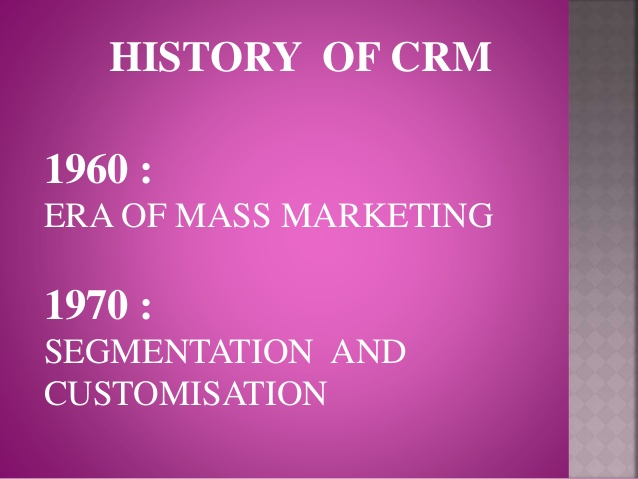 HISTORY OF CRM
1960 :
ERA OF MASS MARKETING
1970 :
SEGMENTATION AND
CUSTOMISATION